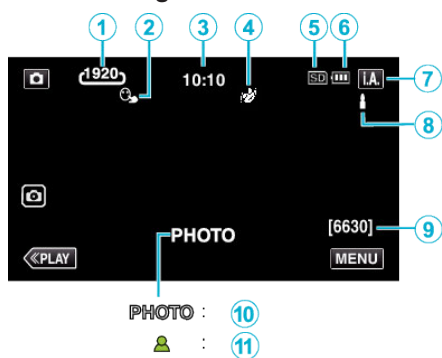 1 2 3 4 5 6
1920 10:10 SD i.A. 7
8
[6630] 9
PHOTO
≪PLAY MENU
PHOTO : 10
: 11